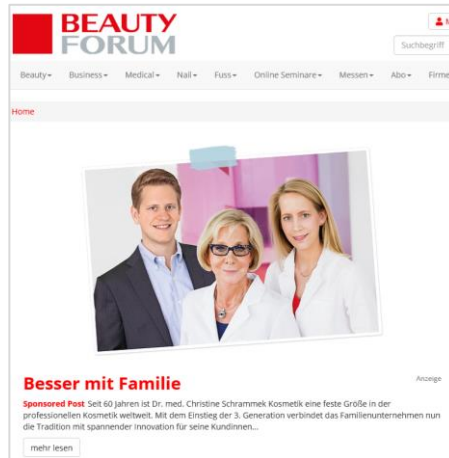 BEAUTY
FORUM
Suchbegriff
Beauty Business Medical Nail Fuss Online Seminare Messen Abo Firme
Home
Besser mit Familie
Anzeige
Sponsored Post Seit 60 Jahren ist Dr. med. Christine Schrammek Kosmetik eine feste Größe in der
professionellen Kosmetik weltweit. Mit dem Einstieg der 3. Generation verbindet das Familienunternehmen nun
die Tradition mit spannender Innovation für seine Kundinnen...
mehr lesen